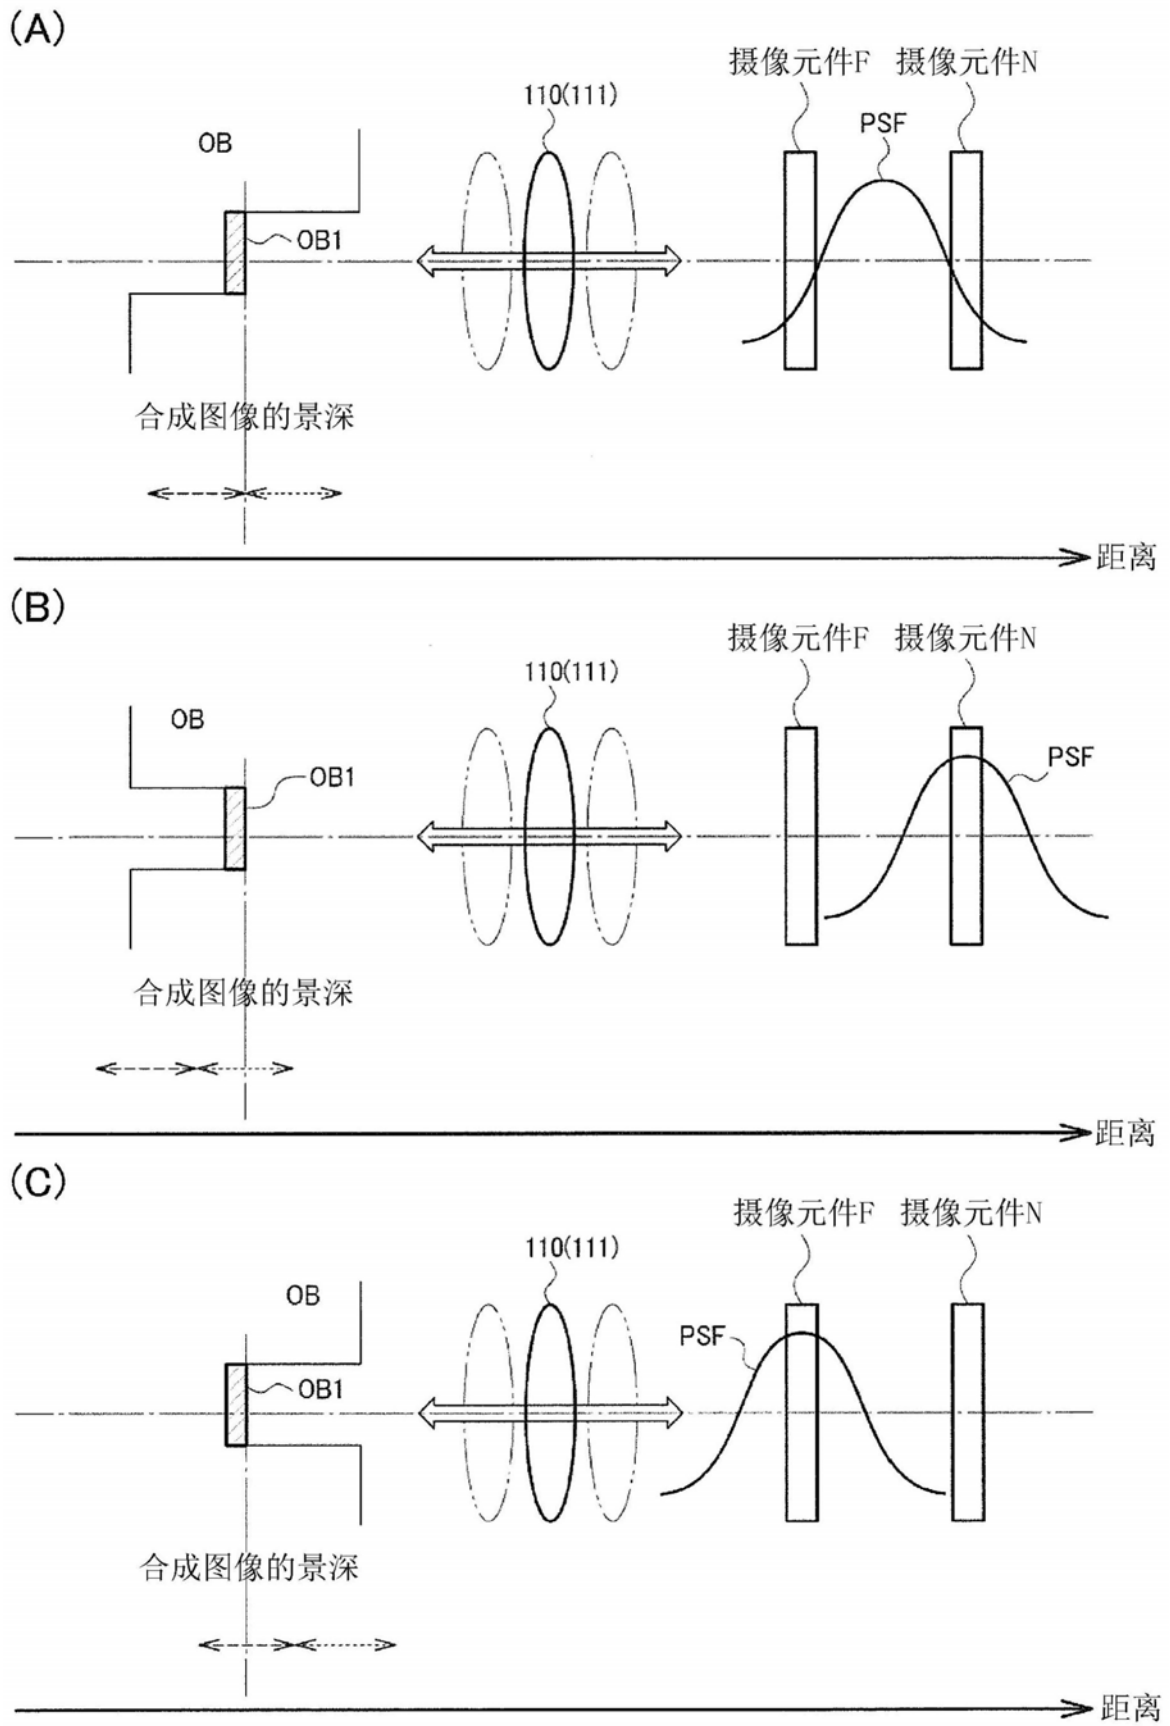 (A)
摄像元件F 摄像元件N
110(111)
PSF
OB
OB1
合成图像的景深
距离
(B)
摄像元件F 摄像元件N
110(111)
OB
PSF
OB1
合成图像的景深
距离
(C)
摄像元件F 摄像元件N
110(111)
OB
PSF
OB1
合成图像的景深
距离